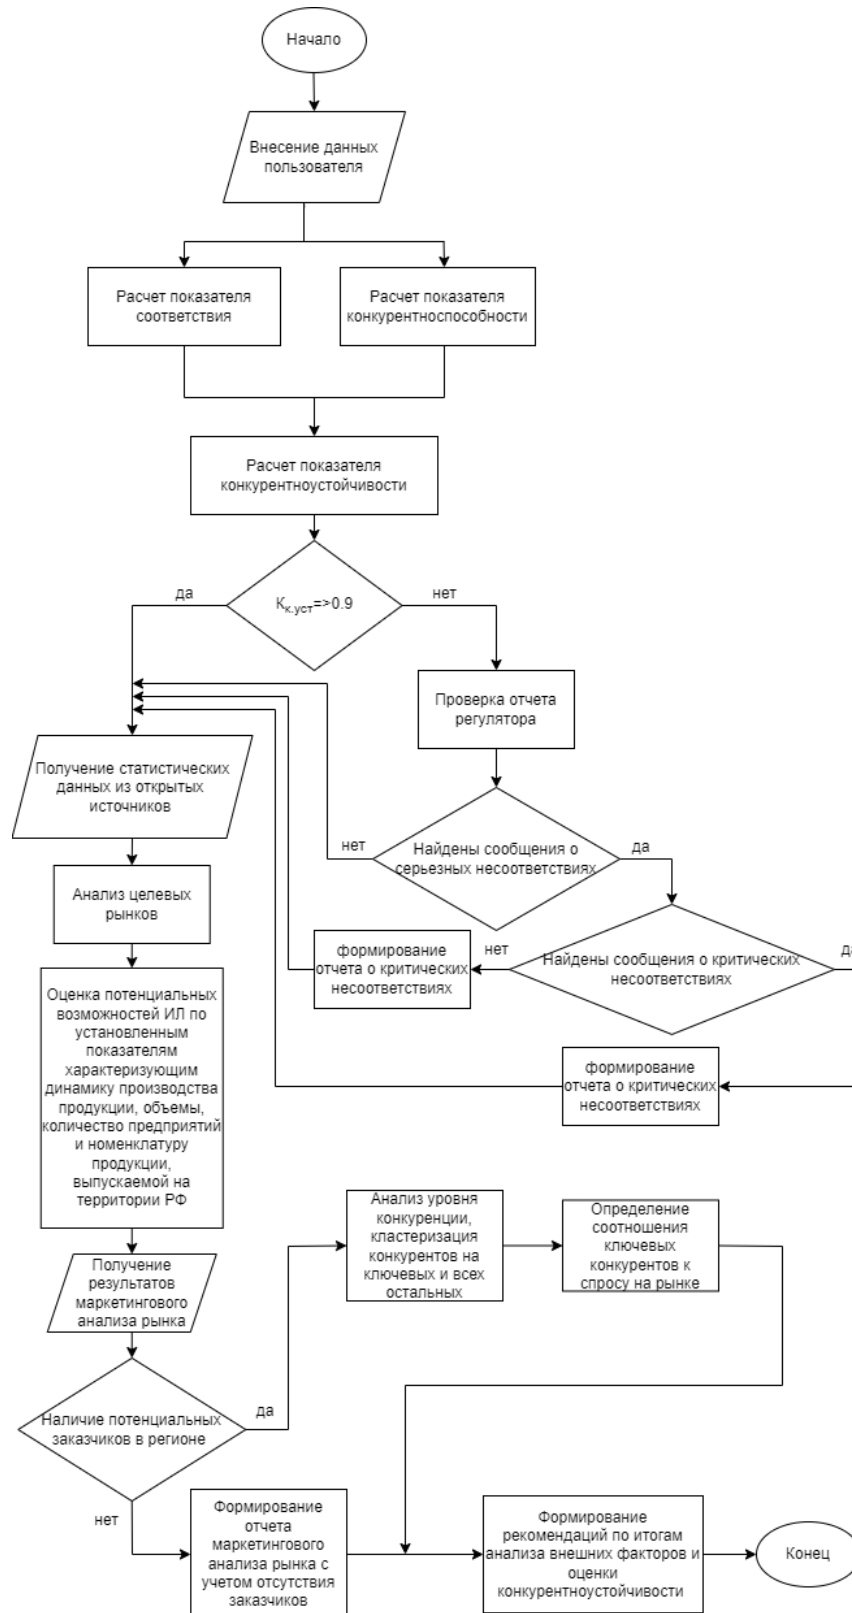 Начало
Внесение данных
пользователя
Расчет показателя
соответствия
Расчет показателя
конкурентноспособности
Расчет показателя
конкурентноустойчивости
Kк.уст=>0.9
да
нет
Проверка отчета
регулятора
Получение статистических
данных из открытых
источников
нет
Найдены сообщения о
серьезных несоответствиях
да
Анализ целевых
рынков
формирование
отчета о критических
несоответствиях
нет
Найдены сообщения о критических
несоответствиях
да
Оценка потенциальных
возможностей ИЛ по
установленным
показателям
характеризующим
динамику производства
продукции, объемы,
количество предприятий
и номенклатуру
продукции,
выпускаемой на
территории РФ
формирование
отчета о критических
несоответствиях
Получение
результатов
маркетингового
анализа рынка
Анализ уровня
конкуренции,
кластеризация
конкурентов на
ключевых и всех
остальных
Определение
соотношения
ключевых
конкурентов к
спросу на рынке
Наличие потенциальных
заказчиков в регионе
да
нет
Формирование
отчета
маркетингового
анализа рынка с
учетом отсутствия
заказчиков
Формирование
рекомендаций по итогам
анализа внешних факторов и
оценки
конкурентноустойчивости
Конец